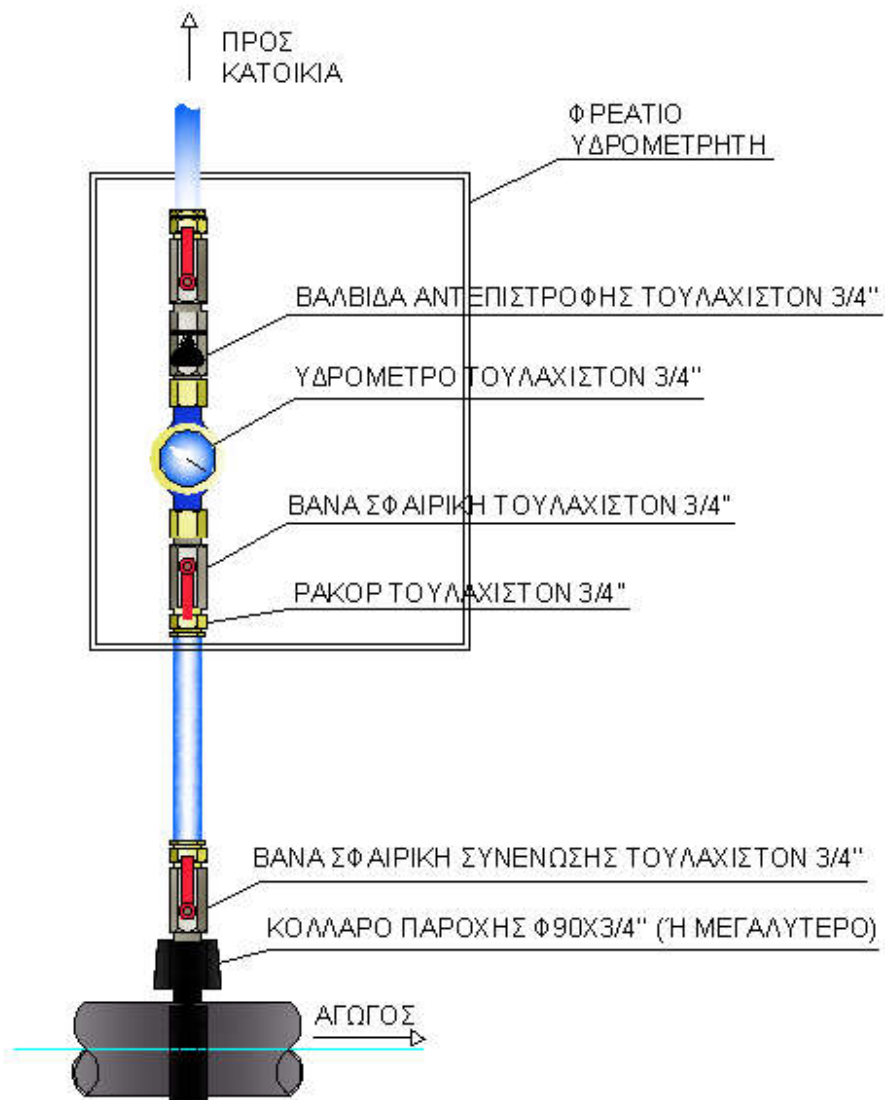 ΠΡΟΣ
ΚΑΤΟΙΚΙΑ
ΦΡΕΑΤΙΟ
ΥΔΡΟΜΕΤΡΗΤΗ
ΒΑΛΒΙΔΑ ΑΝΤΕΠΙΣΤΡΟΦΗΣ ΤΟΥΛΑΧΙΣΤΟΝ 3/4"
ΥΔΡΟΜΕΤΡΟ ΤΟΥΛΑΧΙΣΤΟΝ 3/4"
ΒΑΝΑ ΣΦΑΙΡΙΚΗ ΤΟΥΛΑΧΙΣΤΟΝ 3/4"
ΡΑΚΟΡ ΤΟΥΛΑΧΙΣΤΟΝ 3/4"
ΒΑΝΑ ΣΦΑΙΡΙΚΗ ΣΥΝΕΝΩΣΗΣ ΤΟΥΛΑΧΙΣΤΟΝ 3/4"
ΚΟΛΛΑΡΟ ΠΑΡΟΧΗΣ Φ90Χ3/4" (Ή ΜΕΓΑΛΥΤΕΡΟ)
ΑΓΩΓΟΣ